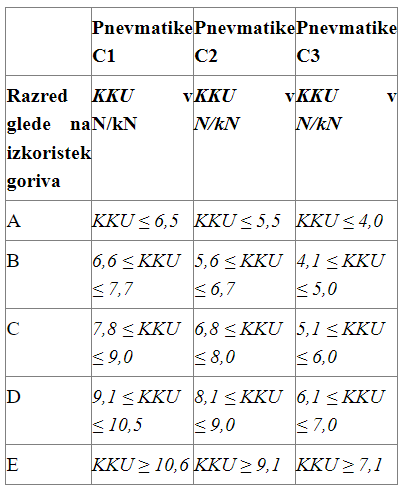 Pnevmatike Pnevmatike Pnevmatike
C1 C2 C3
Razred KKU v KKU v KKU v
glede na N/kN N/kN N/kN
izkoristek
goriva
A KKU ≤ 6,5 KKU ≤ 5,5 KKU ≤ 4,0
B 6,6 ≤ KKU 5,6 ≤ KKU 4,1 ≤ KKU
≤ 7,7 ≤ 6,7 ≤ 5,0
C 7,8 ≤ KKU 6,8 ≤ KKU 5,1 ≤ KKU
≤ 9,0 ≤ 8,0 ≤ 6,0
D 9,1 ≤ KKU 8,1 ≤ KKU 6,1 ≤ KKU
≤ 10,5 ≤ 9,0 ≤ 7,0
E KKU ≥ 10,6 KKU ≥ 9,1 KKU ≥ 7,1